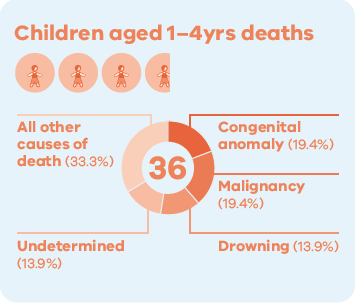 Children aged 1–4yrs deaths
All other
causes of
death (33.3%)
36
Congenital
anomaly (19.4%)
Malignancy
(19.4%)
Undetermined
(13.9%)
Drowning (13.9%)